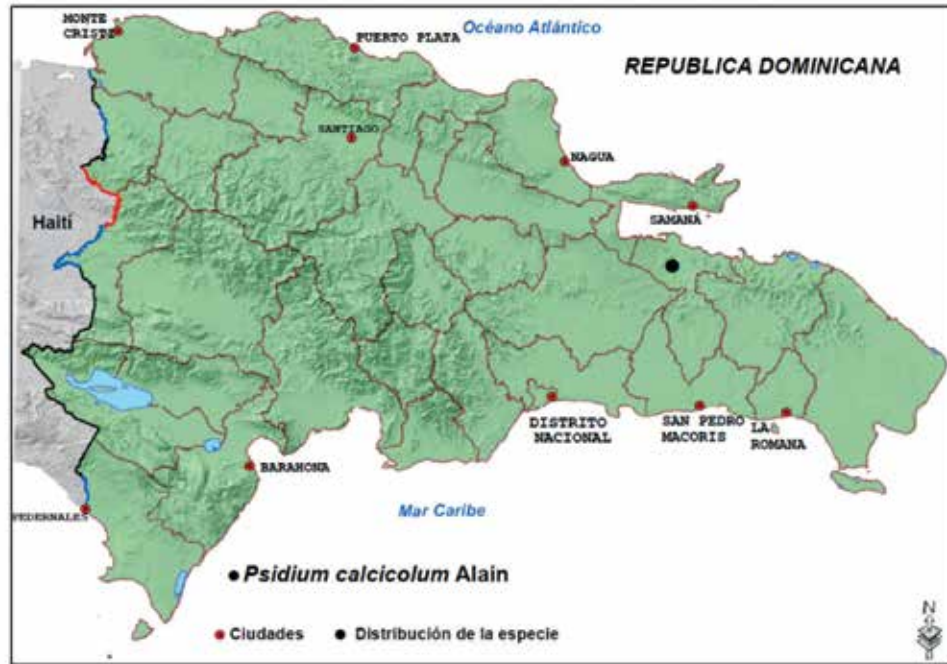 MONTE
CRISTI
PUERTO PLATA
Océano Atlántico
REPUBLICA DOMINICANA
SANTIAGO
NAGUA
Haití
SAMANÁ
DISTRITO
NACIONAL
SAN PEDRO
MACORIS
LA
ROMANA
BARAHONA
PEDERNALES
Mar Caribe
Psidium calcicolum Alain
Ciudades
Distribución de la especie
N